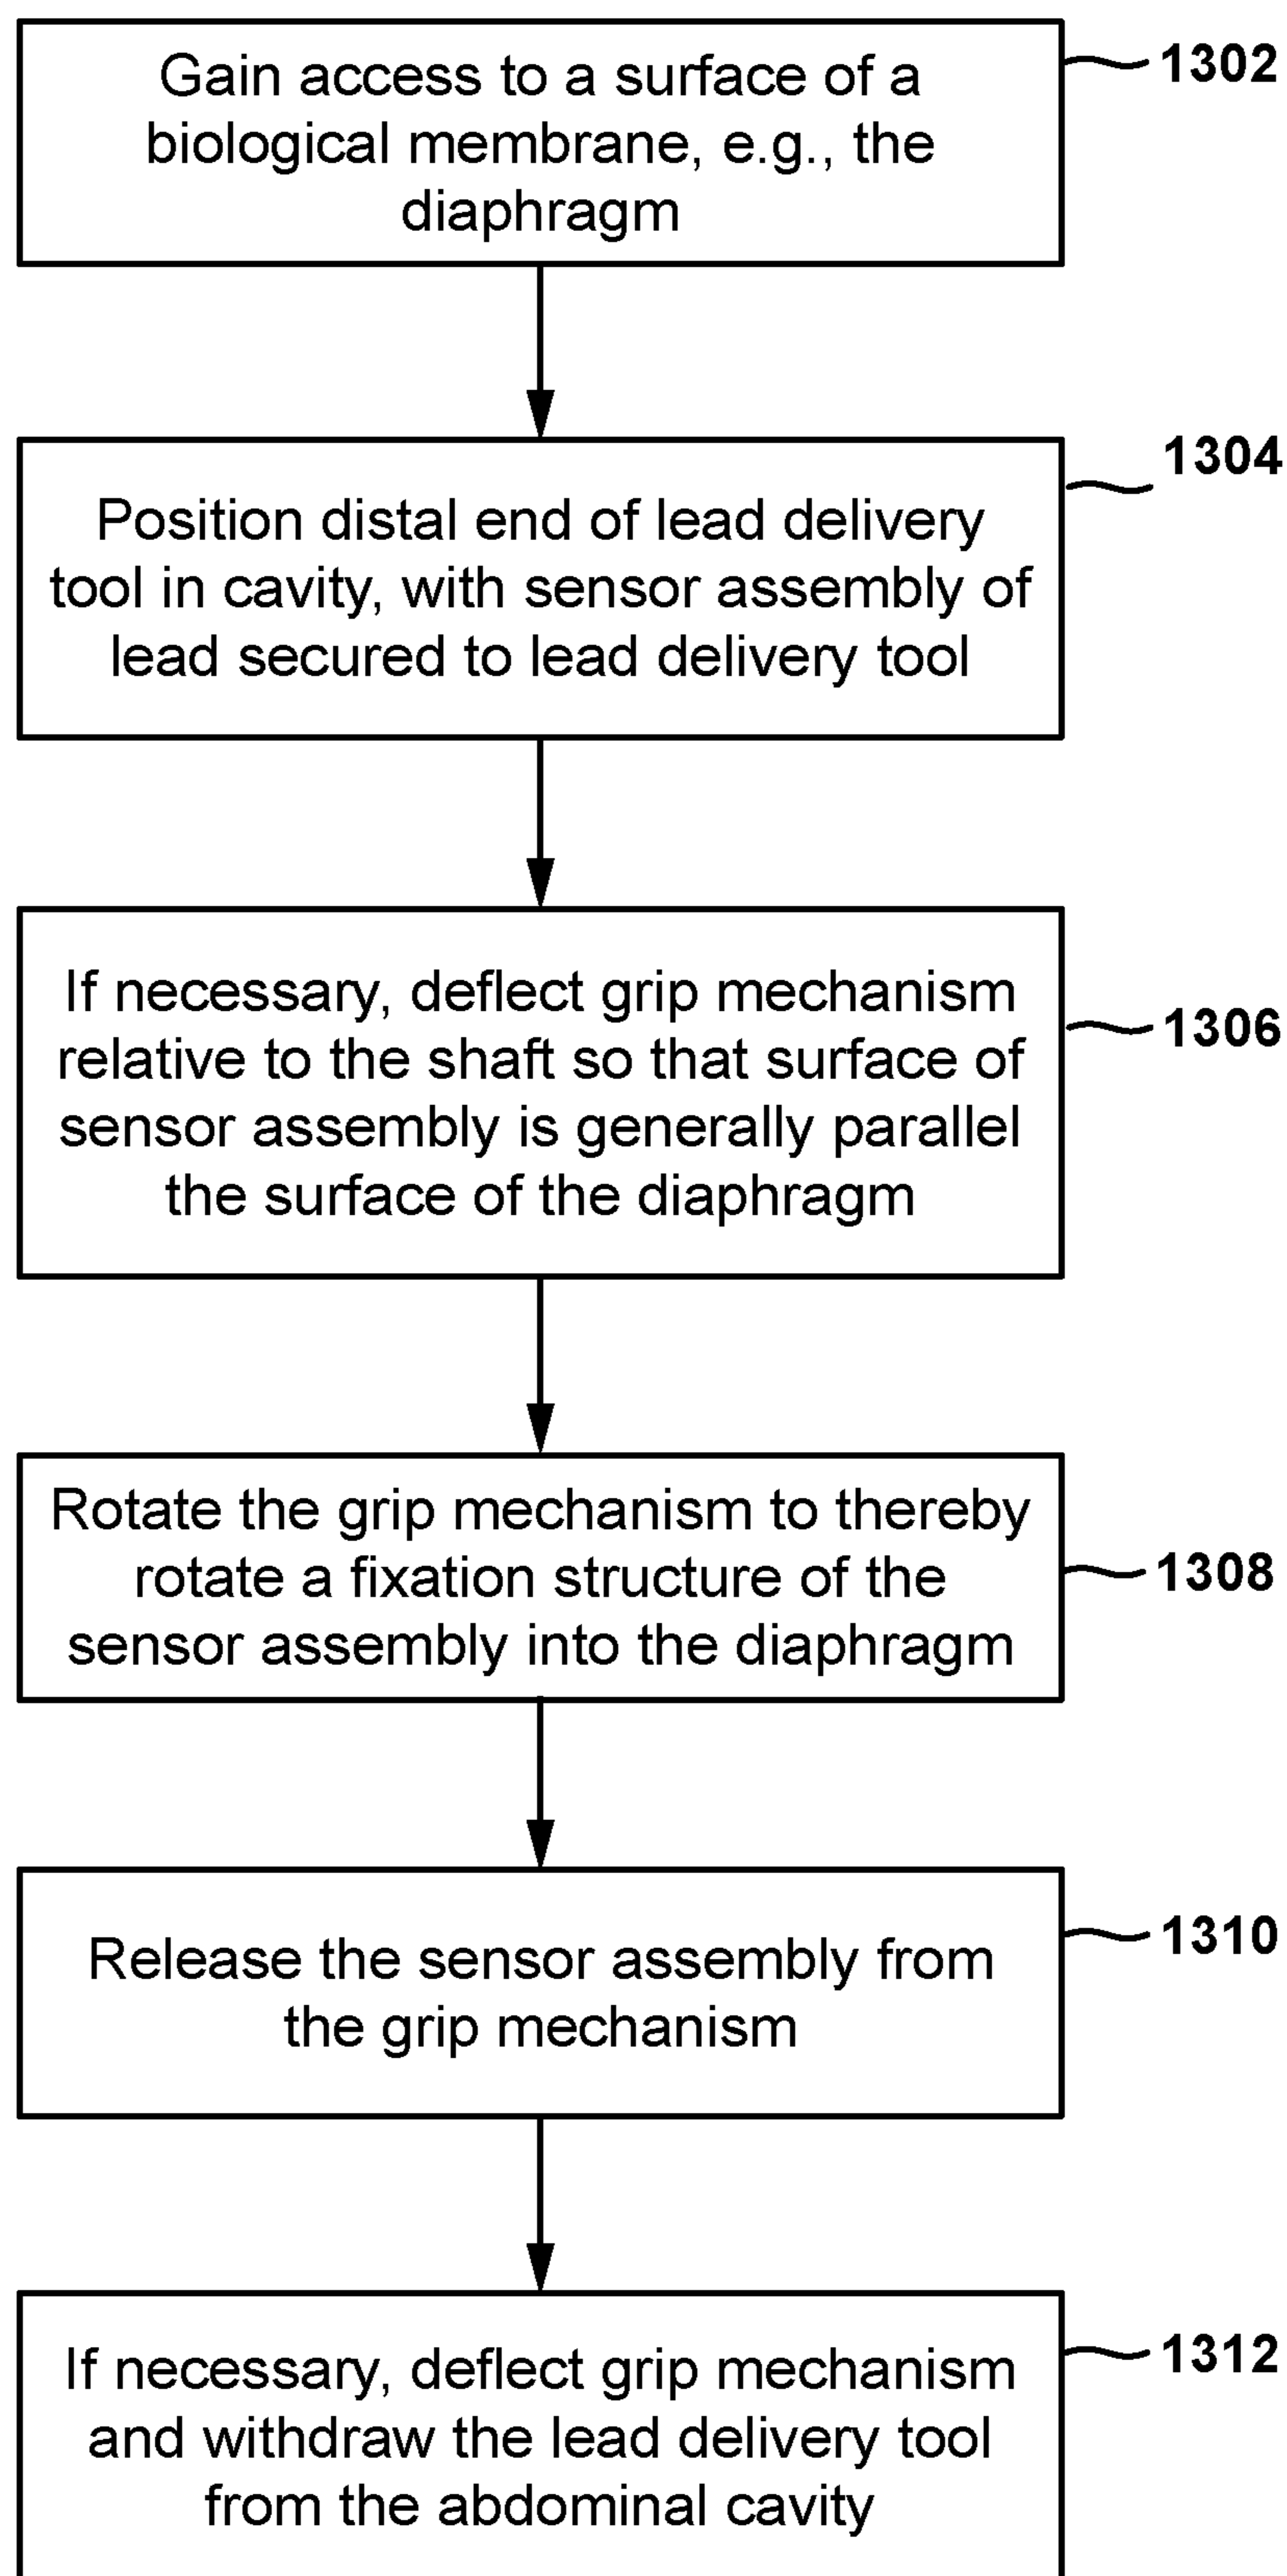 Gain access to a surface of a
biological membrane, e.g., the
diaphragm
1302
Position distal end of lead delivery
tool in cavity, with sensor assembly of
lead secured to lead delivery tool
1304
If necessary, deflect grip mechanism
relative to the shaft so that surface of
sensor assembly is generally parallel
the surface of the diaphragm
1306
Rotate the grip mechanism to thereby
rotate a fixation structure of the
sensor assembly into the diaphragm
1308
Release the sensor assembly from
the grip mechanism
1310
If necessary, deflect grip mechanism
and withdraw the lead delivery tool
from the abdominal cavity
1312